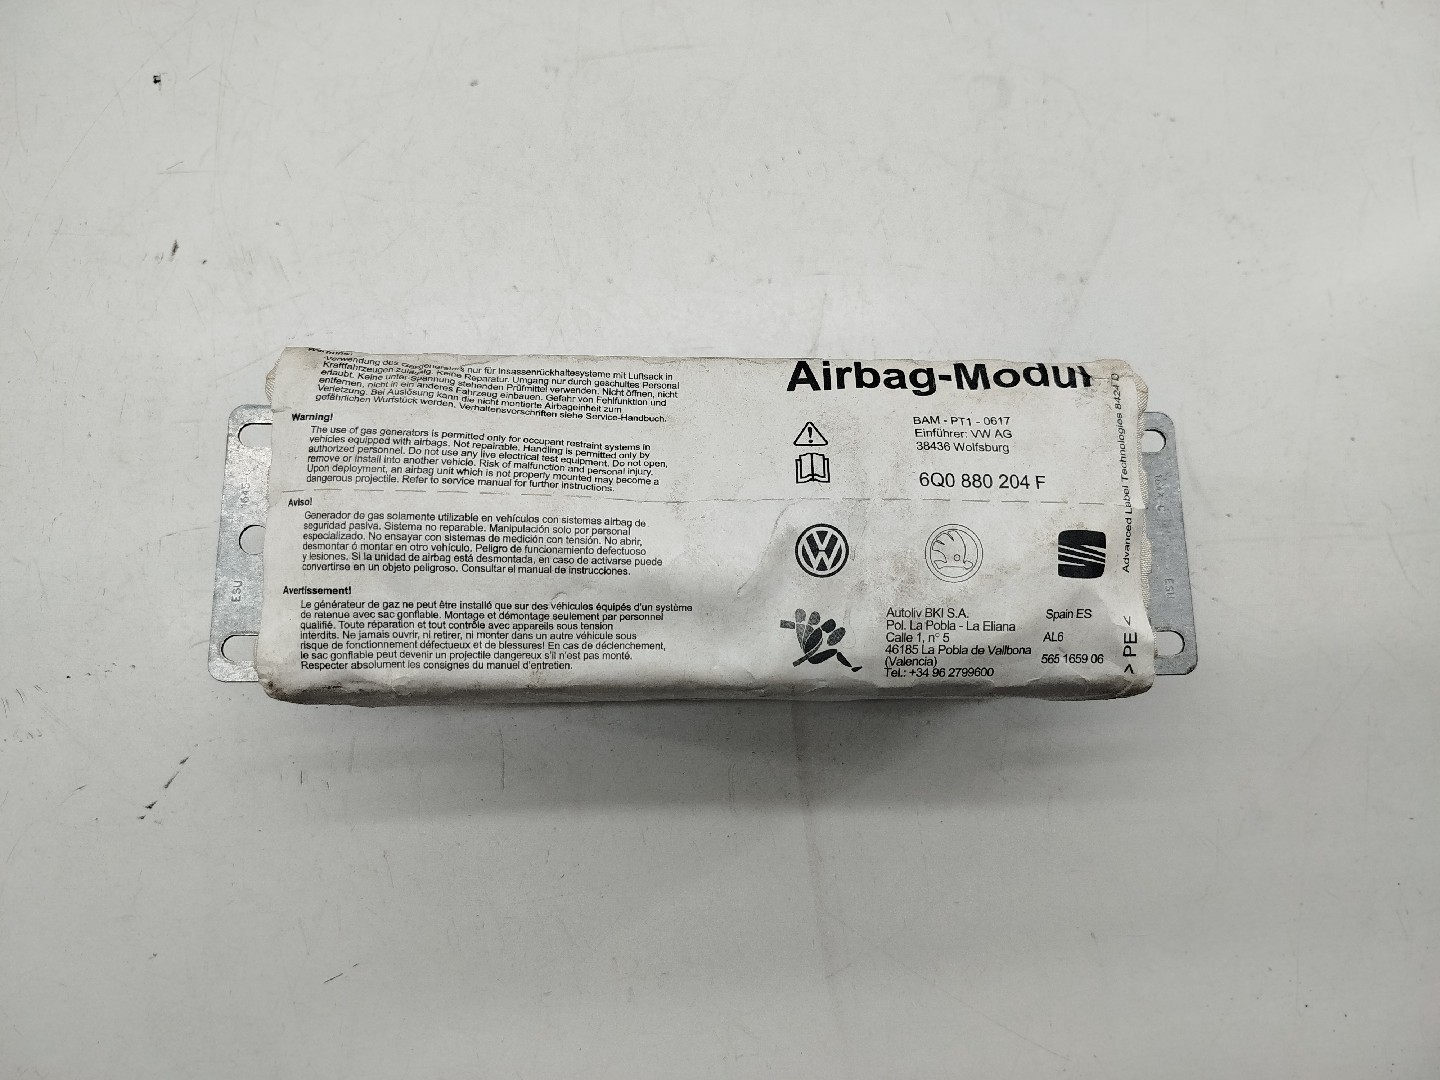 Verwendung des Gasgenerators nur für Insassenrückhaltesysteme mit Luftsack in
Kraftfahrzeugen zulässig. Keine Reparatur. Umgang nur durch geschultes Personal
erlaubt. Keine unter Spannung stehenden Prüfmittel verwenden. Nicht öffnen, nicht
entfernen, nicht in ein anderes Fahrzeug einbauen. Gefahr von Fehlfunktion und
Verletzung. Bei Auslösung kann die nicht montierte Airbageinheit zum
gefährlichen Wurfstück werden. Verhaltensvorschriften siehe Service-Handbuch.
Warning!
The use of gas generators is permitted only for occupant restraint systems in
vehicles equipped with airbags. Not repairable. Handling is permitted only by
authorized personnel. Do not use any live electrical test equipment. Do not open,
remove or install into another vehicle. Risk of malfunction and personal injury.
Upon deployment, an airbag unit which is not properly mounted may become a
dangerous projectile. Refer to service manual for further instructions.
Aviso!
Generador de gas solamente utilizable en vehículos con sistemas airbag de
seguridad pasiva. Sistema no reparable. Manipulación solo por personal
especializado. No ensayar con sistemas de medición con tensión. No abrir,
desmontar ó montar en otro vehículo. Peligro de funcionamiento defectuoso
y lesiones. Si la unidad de airbag está desmontada, en caso de activarse puede
convertirse en un objeto peligroso. Consultar el manual de instrucciones.
Avertissement!
Le générateur de gaz ne peut être installé que sur des véhicules équipés d'un système
de retenue avec sac gonflable. Montage et démontage seulement par personnel
qualifié. Toute réparation et tout contrôle avec appareils sous tension
interdits. Ne jamais ouvrir, ni retirer, ni monter dans un autre véhicule sous
risque de fonctionnement défectueux et de blessures! En cas de déclenchement,
le sac gonflable peut devenir un projectile dangereux s'il n'est pas monté.
Respecter absolument les consignes du manuel d'entretien.
Airbag-Modul
BAM - PT1 - 0617
Einführer: VW AG
38436 Wolfsburg
6Q0 880 204 F
Autoliv BKI S.A.
Pol. La Pobla - La Eliana
Calle 1, n° 5
46185 La Pobla de Vallbona
(Valencia)
Tel.: +34 96 2799600
Spain ES
AL6
565 1659 06
> PE <
Advanced Label Technologies
ESU
ESU